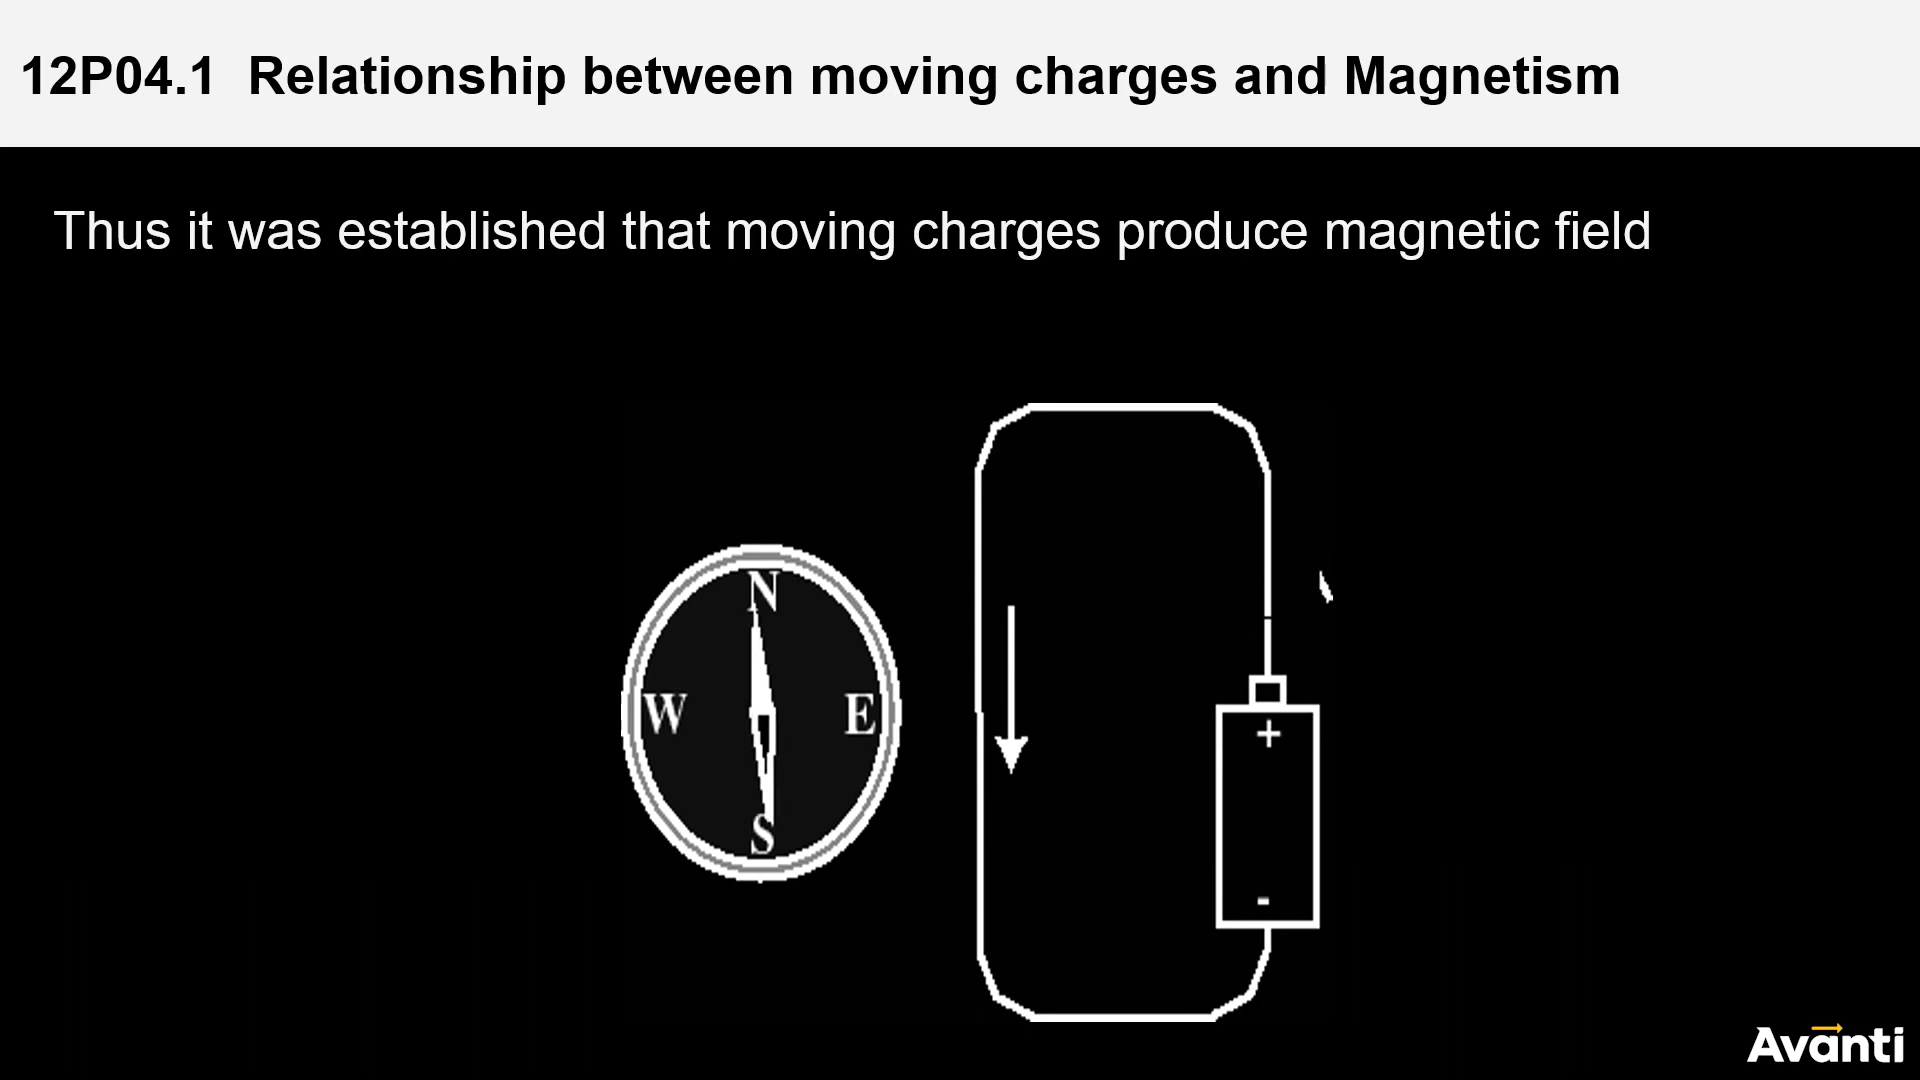 12P04.1 Relationship between moving charges and Magnetism
Thus it was established that moving charges produce magnetic field
N
W E
S
+
-
Avanti